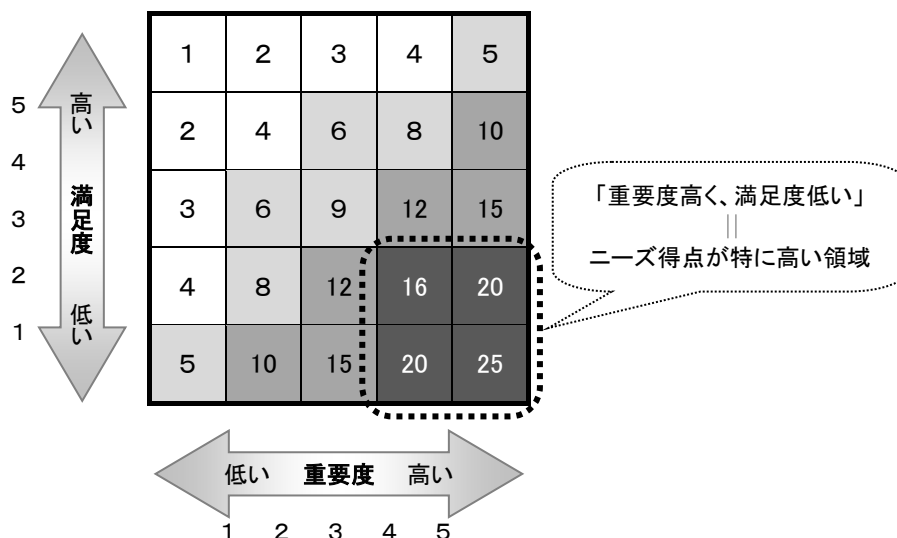 1 2 3 4 5
2 4 6 8 10
3 6 9 12 15
4 8 12 16 20
5 10 15 20 25
5
4
3
2
1
高い
満足度
低い
「重要度高く、満足度低い」
||
ニーズ得点が特に高い領域
低い 重要度 高い
1 2 3 4 5